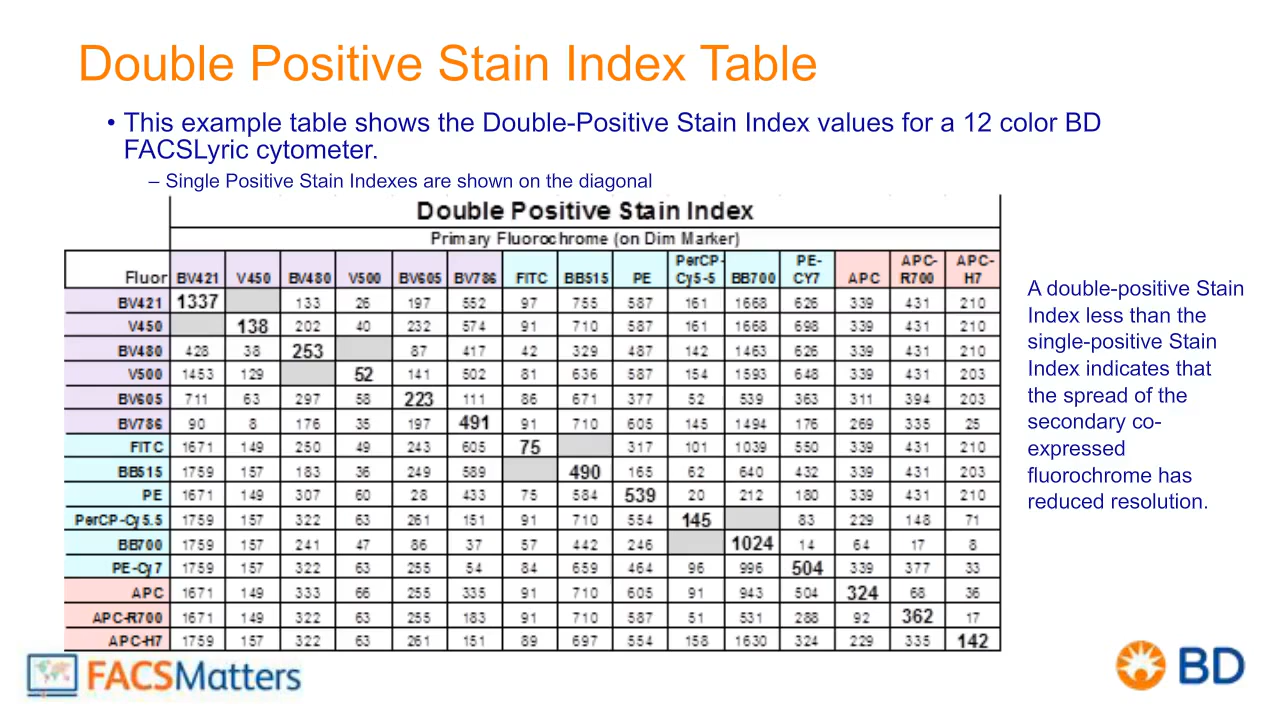 Double Positive Stain Index Table
• This example table shows the Double-Positive Stain Index values for a 12 color BD
FACSLyric cytometer.
– Single Positive Stain Indexes are shown on the diagonal
Double Positive Stain Index
Primary Fluorochrome (on Dim Marker)
Fluor BV421 V450 BV480 V500 BV605 BV786 FITC BB515 PE PerCP-Cy5-5 BB700 PE-CY7 APC APC-R700 APC-H7
BV421 1337 133 26 197 552 97 755 587 161 1668 626 339 431 210
V450 138 202 40 232 574 91 710 587 161 1668 698 339 431 210
BV480 428 38 253 87 417 42 329 487 142 1463 626 339 431 210
V500 1453 129 52 141 502 81 636 587 154 1593 648 339 431 203
BV605 711 63 297 58 223 111 86 671 377 52 539 363 311 394 203
BV786 90 8 176 35 197 491 91 710 605 145 1494 176 269 335 25
FITC 1671 149 250 49 243 605 75 317 101 1039 550 339 431 210
BB515 1759 157 183 36 249 589 490 165 62 640 432 339 431 203
PE 1671 149 307 60 28 433 75 584 539 20 212 180 339 431 210
PerCP-Cy5.5 1759 157 322 63 261 151 91 710 554 145 83 229 148 71
BB700 1759 157 241 47 86 37 57 442 246 1024 14 64 17 8
PE-Cy7 1759 157 322 63 255 54 84 659 464 96 996 504 339 377 33
APC 1671 149 333 66 255 335 91 710 605 91 943 504 324 68 36
APC-R700 1671 149 322 63 255 183 91 710 587 51 531 288 92 362 17
APC-H7 1759 157 322 63 261 151 89 697 554 158 1630 324 229 335 142
A double-positive Stain
Index less than the
single-positive Stain
Index indicates that
the spread of the
secondary co-
expressed
fluorochrome has
reduced resolution.
FACSMatters
BD